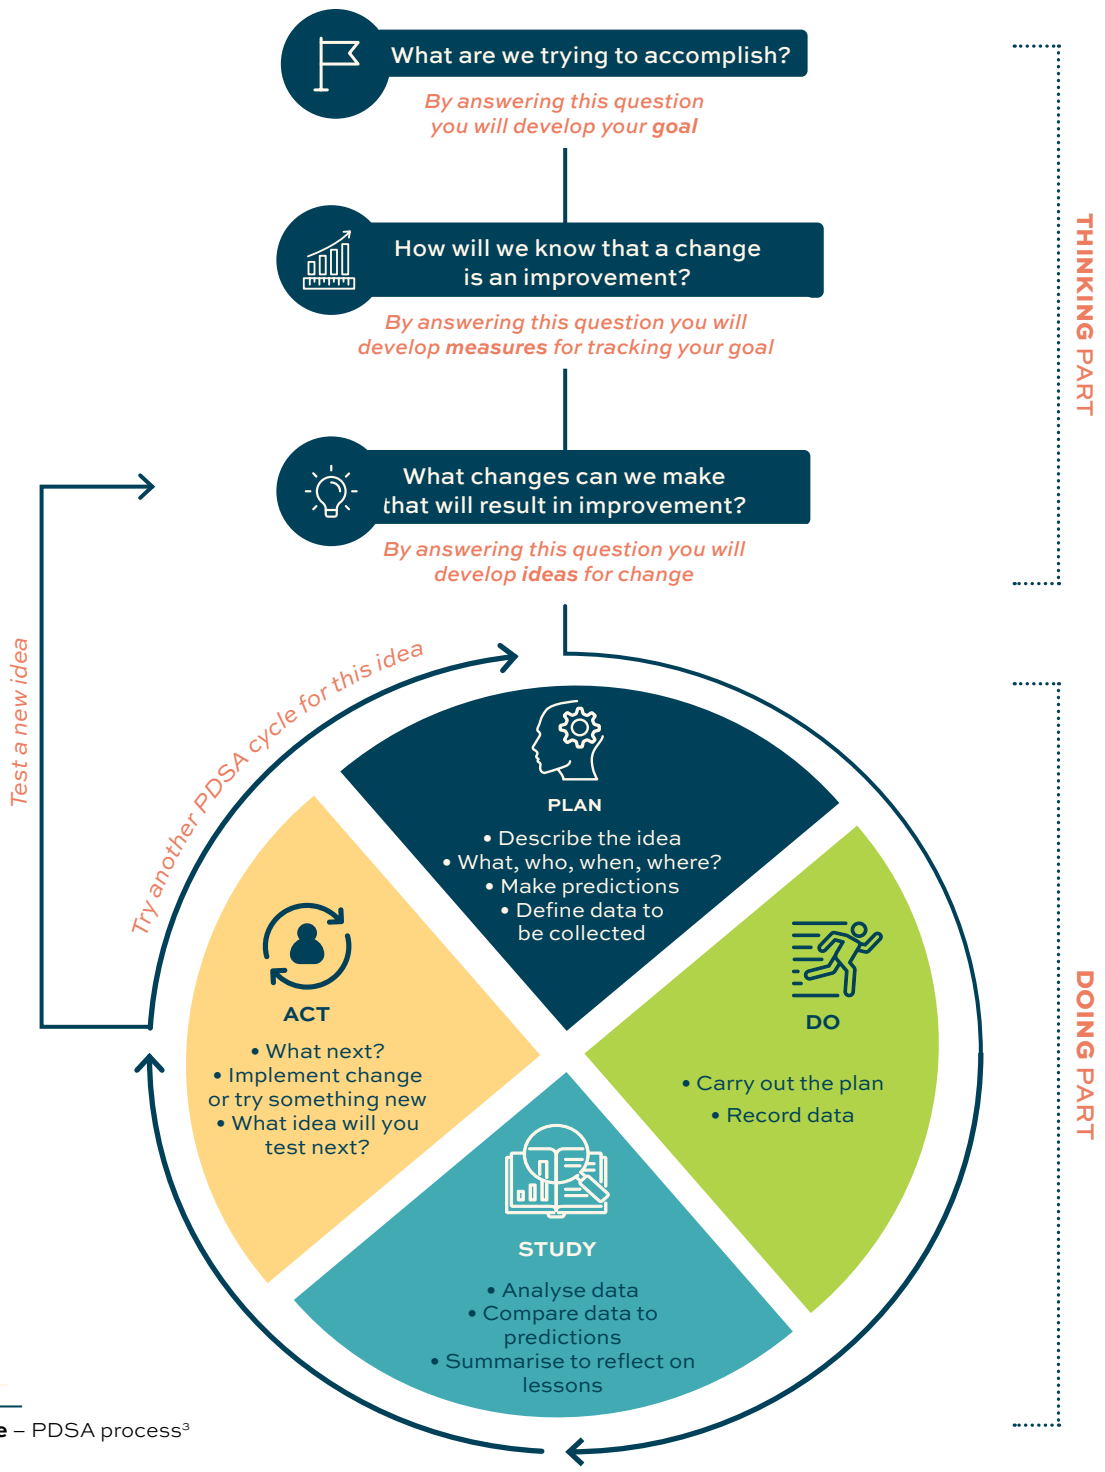 What are we trying to accomplish?
By answering this question
you will develop your goal
How will we know that a change
is an improvement?
By answering this question you will
develop measures for tracking your goal
What changes can we make
that will result in improvement?
By answering this question you will
develop ideas for change
THINKING PART
Test a new idea
Try another PDSA cycle for this idea
PLAN
• Describe the idea
• What, who, when, where?
• Make predictions
• Define data to
be collected
DO
• Carry out the plan
• Record data
STUDY
• Analyse data
• Compare data to
predictions
• Summarise to reflect on
lessons
ACT
• What next?
• Implement change
or try something new
• What idea will you
test next?
DOING PART
e – PDSA process³